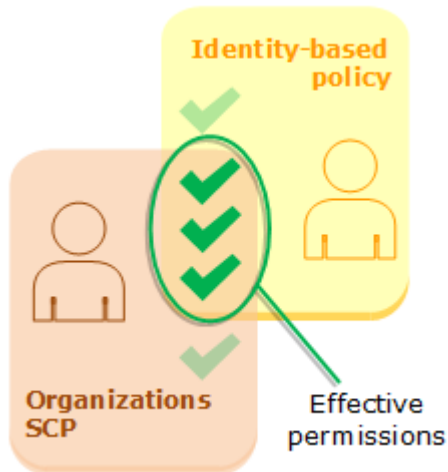 Identity-based
policy
Organizations
SCP
Effective
permissions